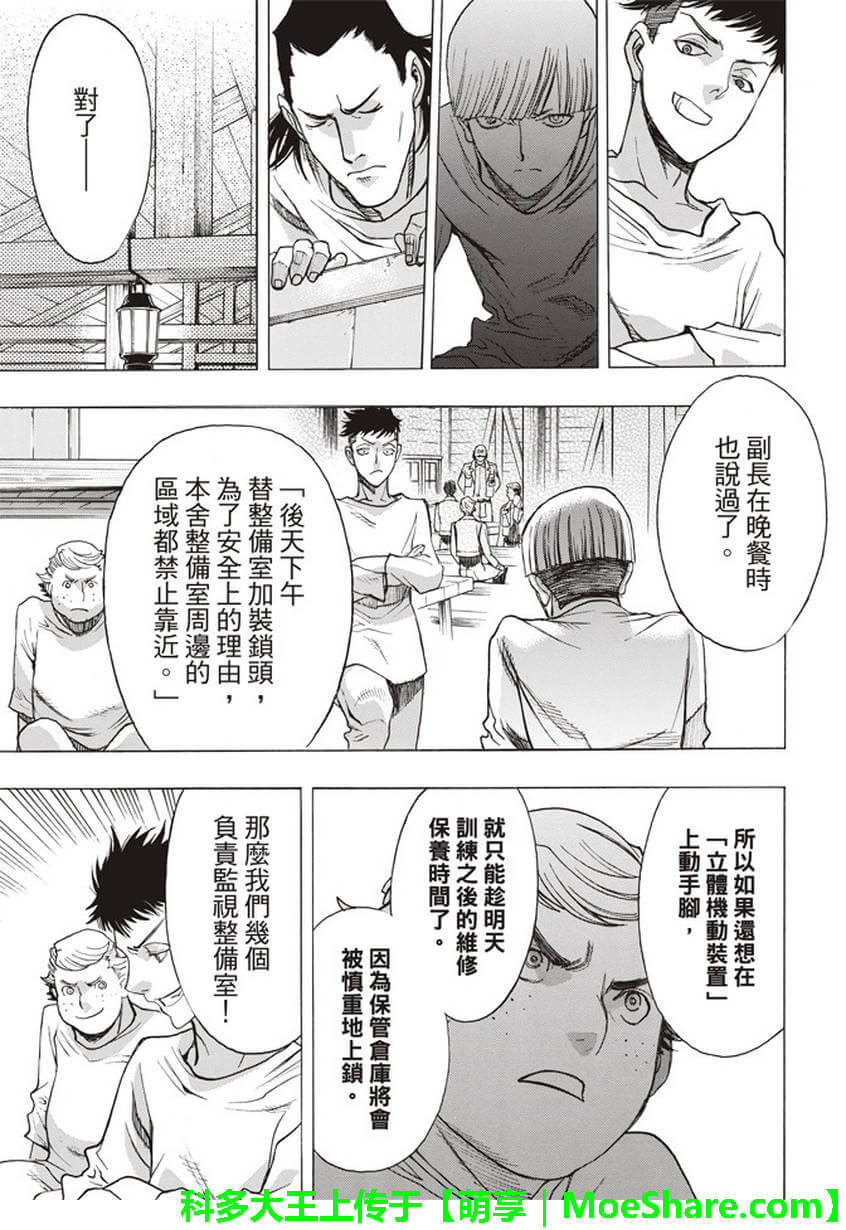 對了——
副長在晚餐時
也說過了。
「後天下午
替整備室加裝鎖頭，
為了安全上的理由，
本舍整備室周邊的
區域都禁止靠近。」
所以如果還想在
「立體機動裝置」
上動手腳，
就只能趁明天
訓練之後的維修
保養時間了。
因為保管倉庫將會
被慎重地上鎖。
那麼我們幾個
負責監視整備室！
科多大王上传于【萌享｜MoeShare.com】